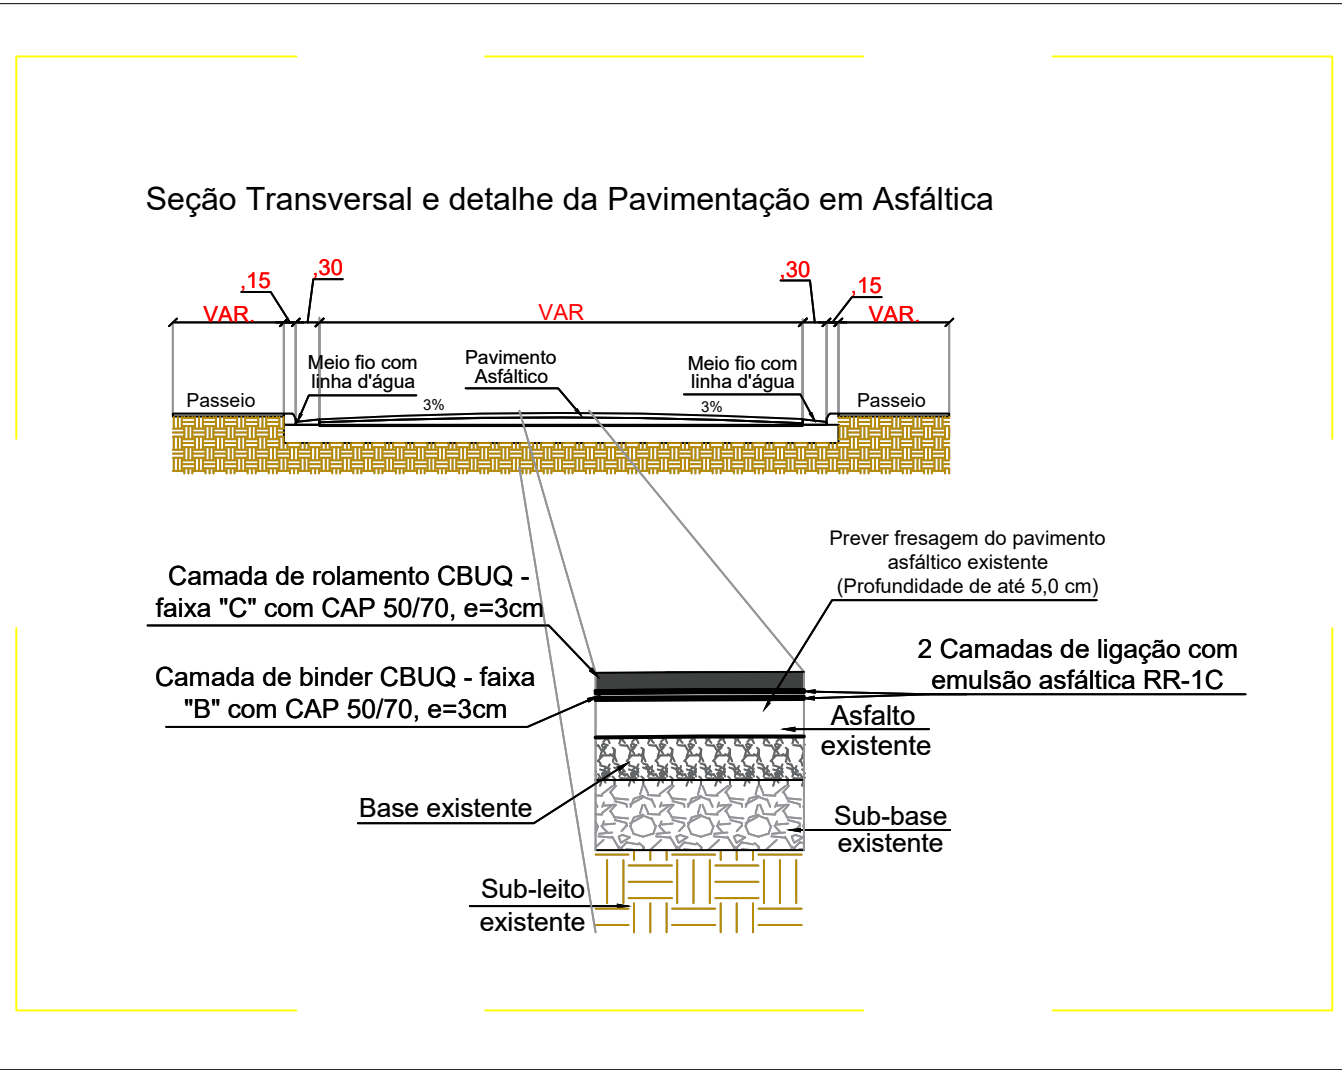 Seção Transversal e detalhe da Pavimentação em Asfáltica
,15
,30
,30
,15
VAR.
VAR
VAR.
Meio fio com
linha d'água
Pavimento
Asfáltico
Meio fio com
linha d'água
Passeio
3%
3%
Passeio
Prever fresagem do pavimento
asfáltico existente
(Profundidade de até 5,0 cm)
Camada de rolamento CBUQ -
faixa "C" com CAP 50/70, e=3cm
2 Camadas de ligação com
emulsão asfáltica RR-1C
Camada de binder CBUQ - faixa
"B" com CAP 50/70, e=3cm
Asfalto
existente
Base existente
Sub-base
existente
Sub-leito
existente